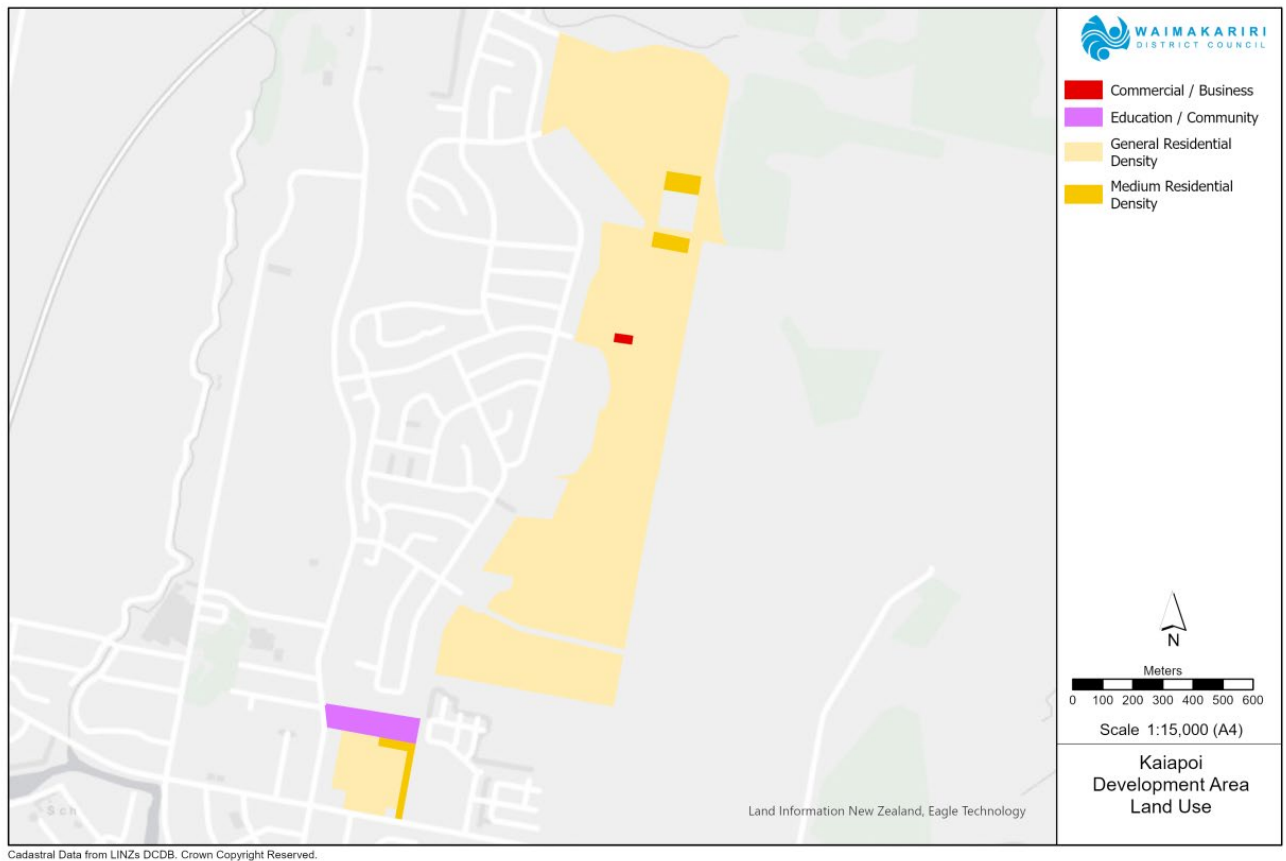 WAIMAKARIRI
DISTRICT COUNCIL
Commercial / Business
Education / Community
General Residential
Density
Medium Residential
Density
N
Meters
0 100 200 300 400 500 600
Scale 1:15,000 (A4)
Kaiapoi
Development Area
Land Use
Sch
Land Information New Zealand, Eagle Technology
Cadastral Data from LINZs DCDB. Crown Copyright Reserved.